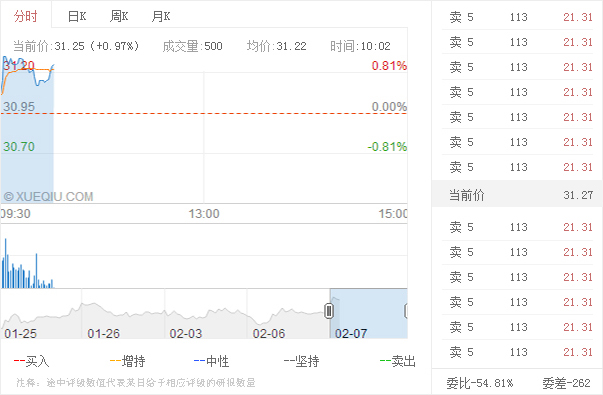 分时 日K 周K 月K
当前价:31.25 (+0.97%) 成交量:500 均价:31.22 时间:10:02
31.20 0.81%
30.95 0.00%
30.70 -0.81%
© XUEQIU.COM
09:30 13:00 15:00
01-25 01-26 02-03 02-06 02-07
买入 增持 中性 坚持 卖出
注释: 途中评级数值代表某日给予相应评级的研报数量
卖 5 113 21.31
卖 5 113 21.31
卖 5 113 21.31
卖 5 113 21.31
卖 5 113 21.31
卖 5 113 21.31
卖 5 113 21.31
当前价 31.27
卖 5 113 21.31
卖 5 113 21.31
卖 5 113 21.31
卖 5 113 21.31
卖 5 113 21.31
卖 5 113 21.31
委比-54.81% 委差-262